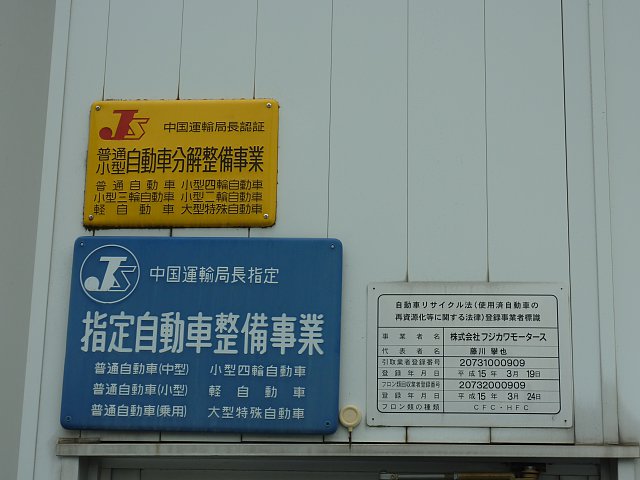 JS 中国運輸局長認証
普通
小型 自動車分解整備事業
普通自動車 小型四輪自動車
小型三輪自動車 小型二輪自動車
軽自動車 大型特殊自動車
JS 中国運輸局長指定
指定自動車整備事業
普通自動車(中型) 小型四輪自動車
普通自動車(小型) 軽自動車
普通自動車(乗用) 大型特殊自動車
自動車リサイクル法(使用済自動車の
再資源化等に関する法律)登録事業者標識
事業者名 株式会社フジカワモータース
代表者名 藤川 擧也
引取業者登録番号 20731000909
登録年月日 平成15年 3月 19日
フロン類回収業者登録番号 20732000909
登録年月日 平成15年 3月 24日
フロン類の種類 CFC・HFC